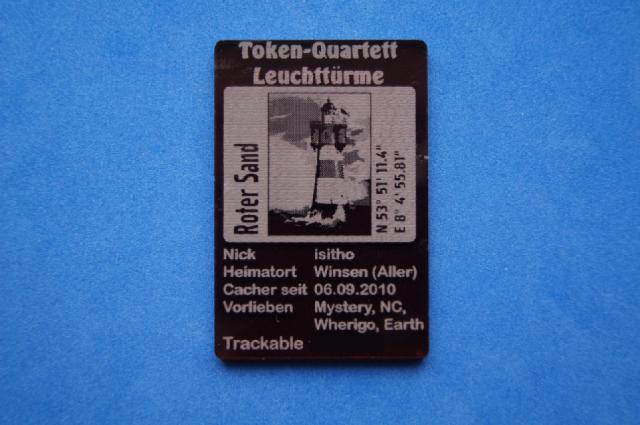 Token-Quartett
Leuchttürme
Roter Sand
N 53° 51' 11.4"
E 8° 4' 55.81"
Nick isitho
Heimatort Winsen (Aller)
Cacher seit 06.09.2010
Vorlieben Mystery, NC,
Wherigo, Earth
Trackable